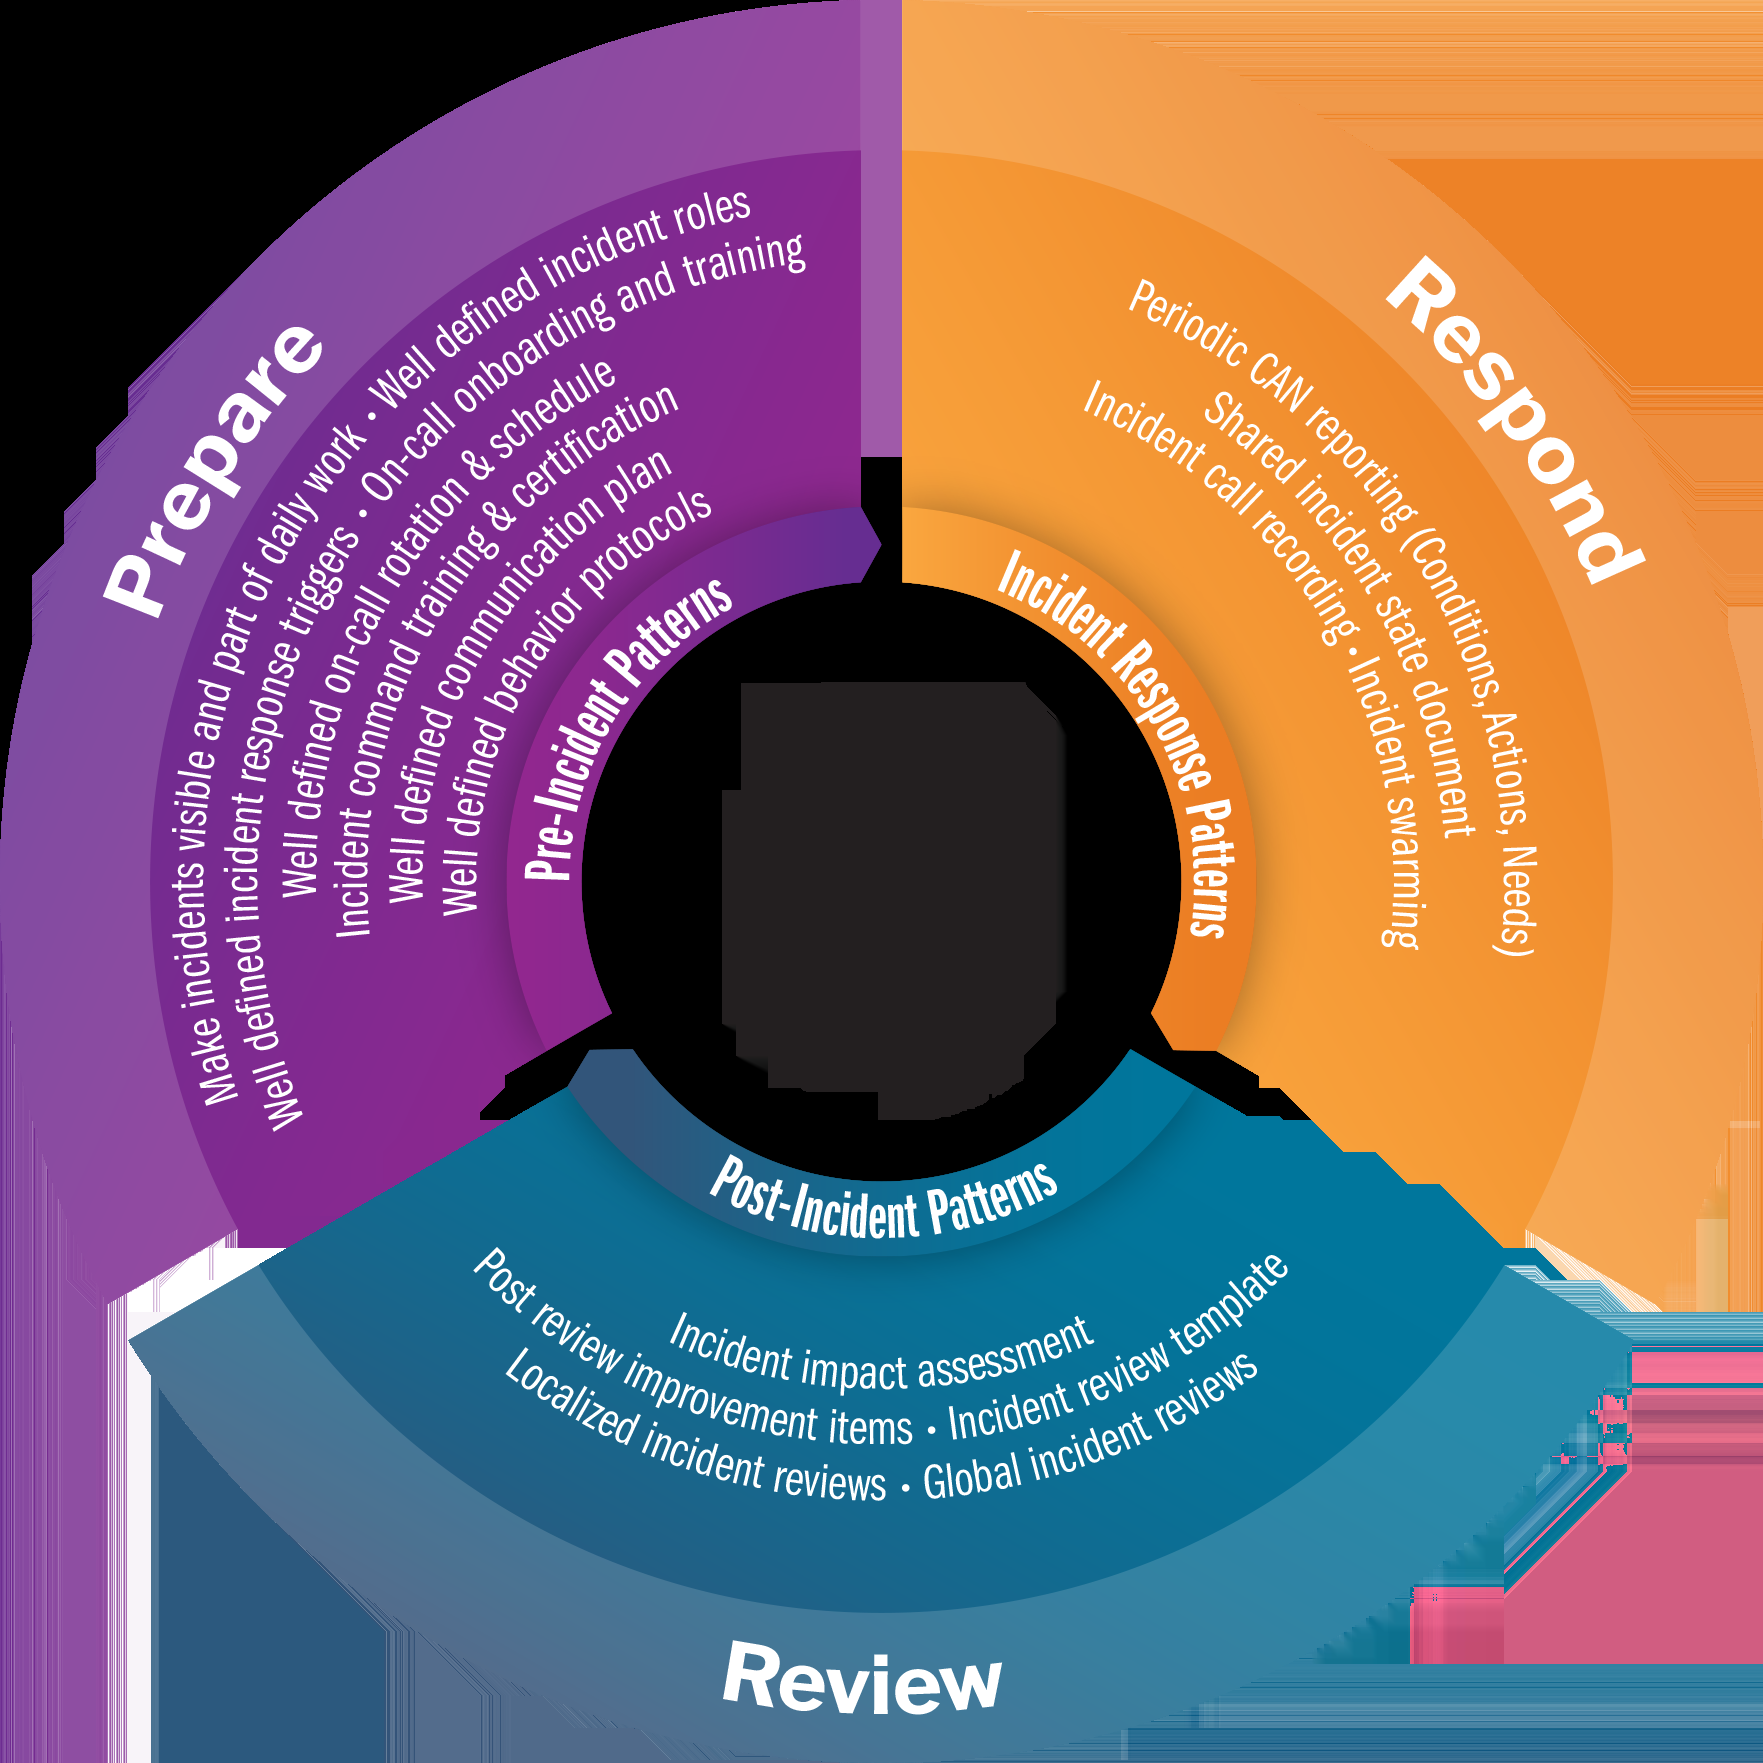 Prepare
Make incidents visible and part of daily work • Well defined incident roles
Well defined incident response triggers • On-call onboarding and training
Well defined on-call rotation & schedule
Incident command training & certification
Well defined communication plan
Well defined behavior protocols
Pre-Incident Patterns
Respond
Periodic CAN reporting (Conditions, Actions, Needs)
Shared incident state document
Incident call recording • Incident swarming
Incident Response Patterns
Post-Incident Patterns
Incident impact assessment
Post review improvement items • Incident review template
Localized incident reviews • Global incident reviews
Review